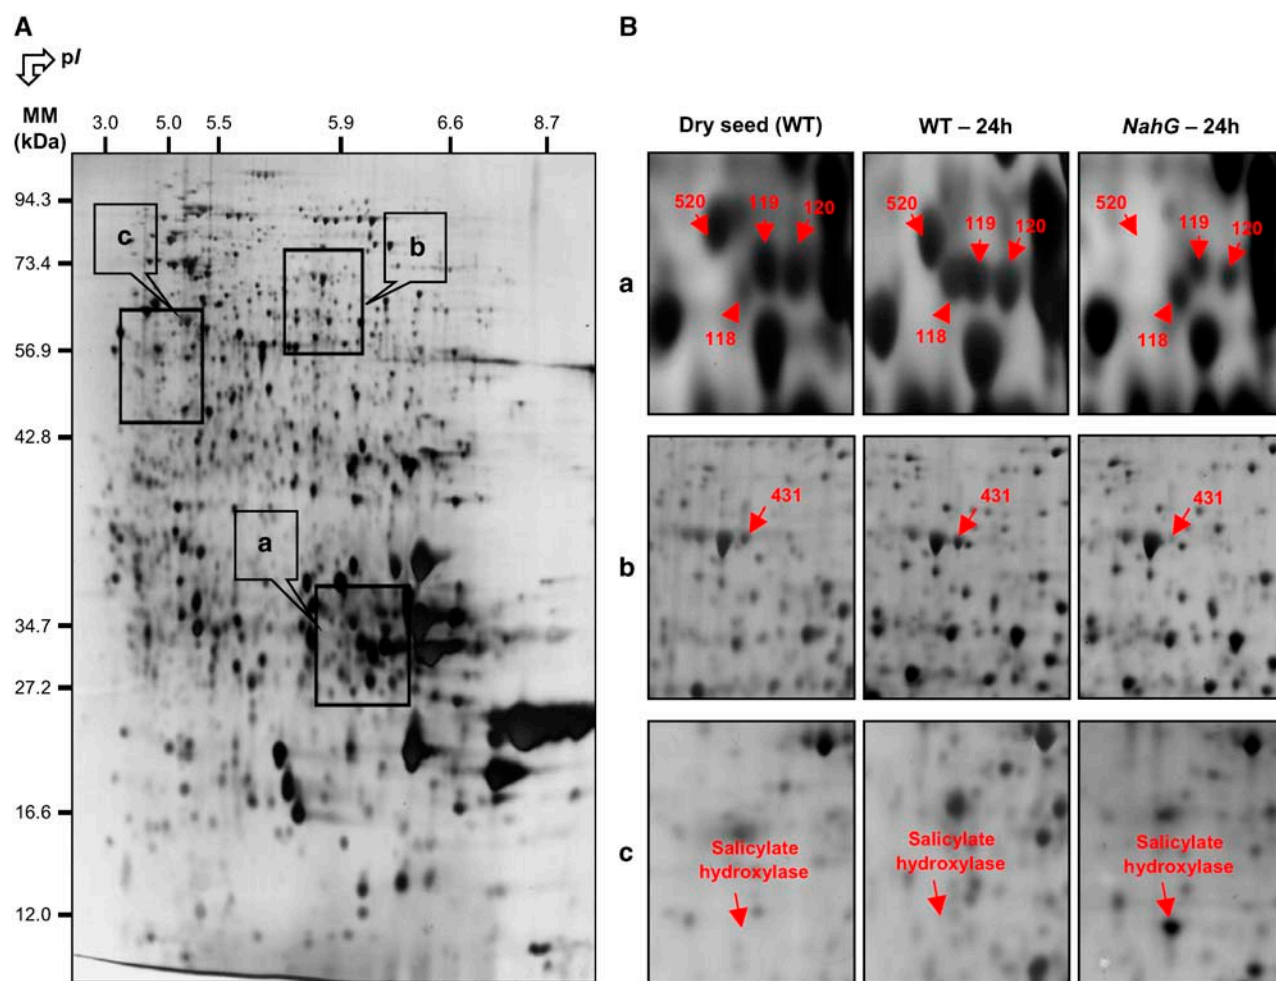 A
B
pI
MM
(kDa)
3.0 5.0 5.5 5.9 6.6 8.7
94.3
73.4
56.9
42.8
34.7
27.2
16.6
12.0
c
b
a
Dry seed (WT)
WT – 24h
NahG – 24h
a
520
119
120
118
520
119
120
118
520
119
120
118
b
431
431
431
c
Salicylate
hydroxylase
Salicylate
hydroxylase
Salicylate
hydroxylase